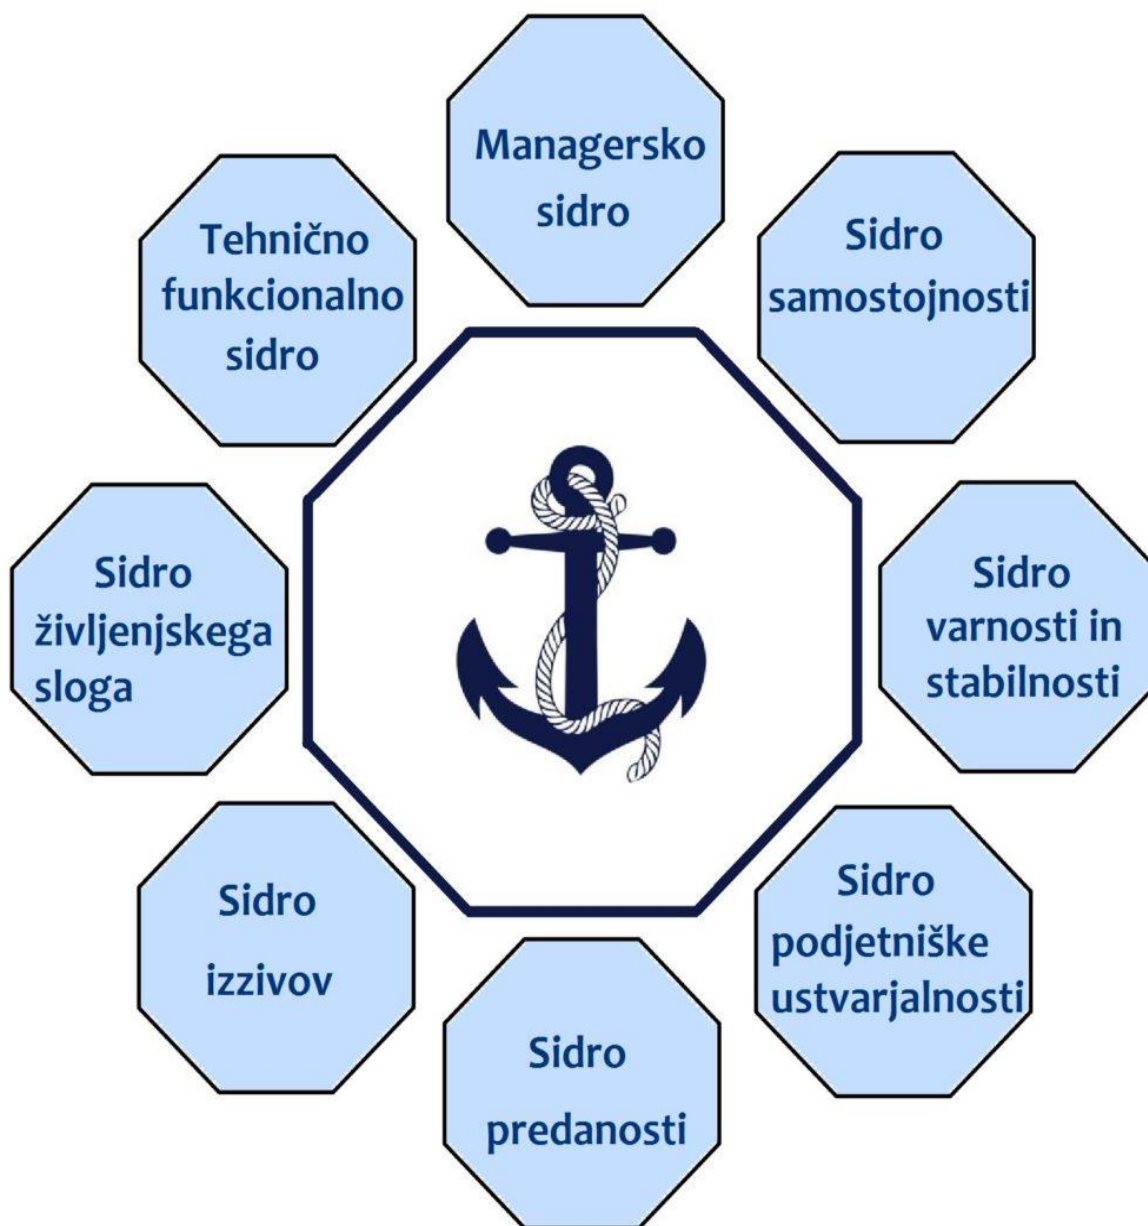 Managersko
sidro
Sidro
samostojnosti
Sidro
varnosti in
stabilnosti
Sidro
podjetniške
ustvarjalnosti
Sidro
predanosti
Sidro
izzivov
Sidro
življenjskega
sloga
Tehnično
funkcionalno
sidro